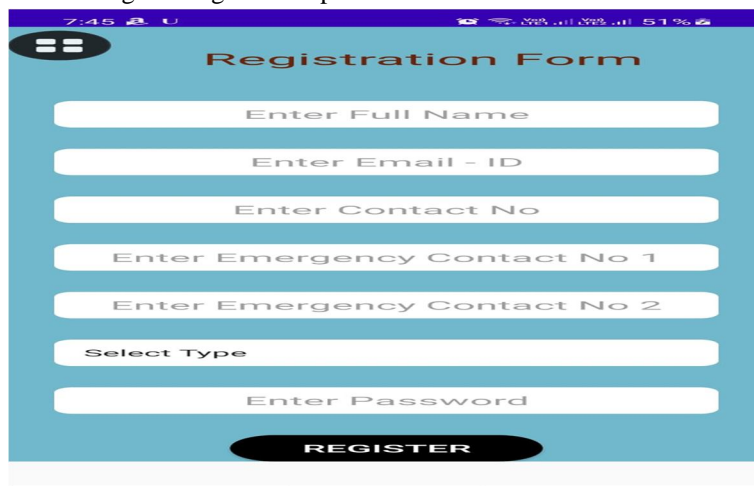 7:45 U 51%
Registration Form
Enter Full Name
Enter Email - ID
Enter Contact No
Enter Emergency Contact No 1
Enter Emergency Contact No 2
Select Type
Enter Password
REGISTER